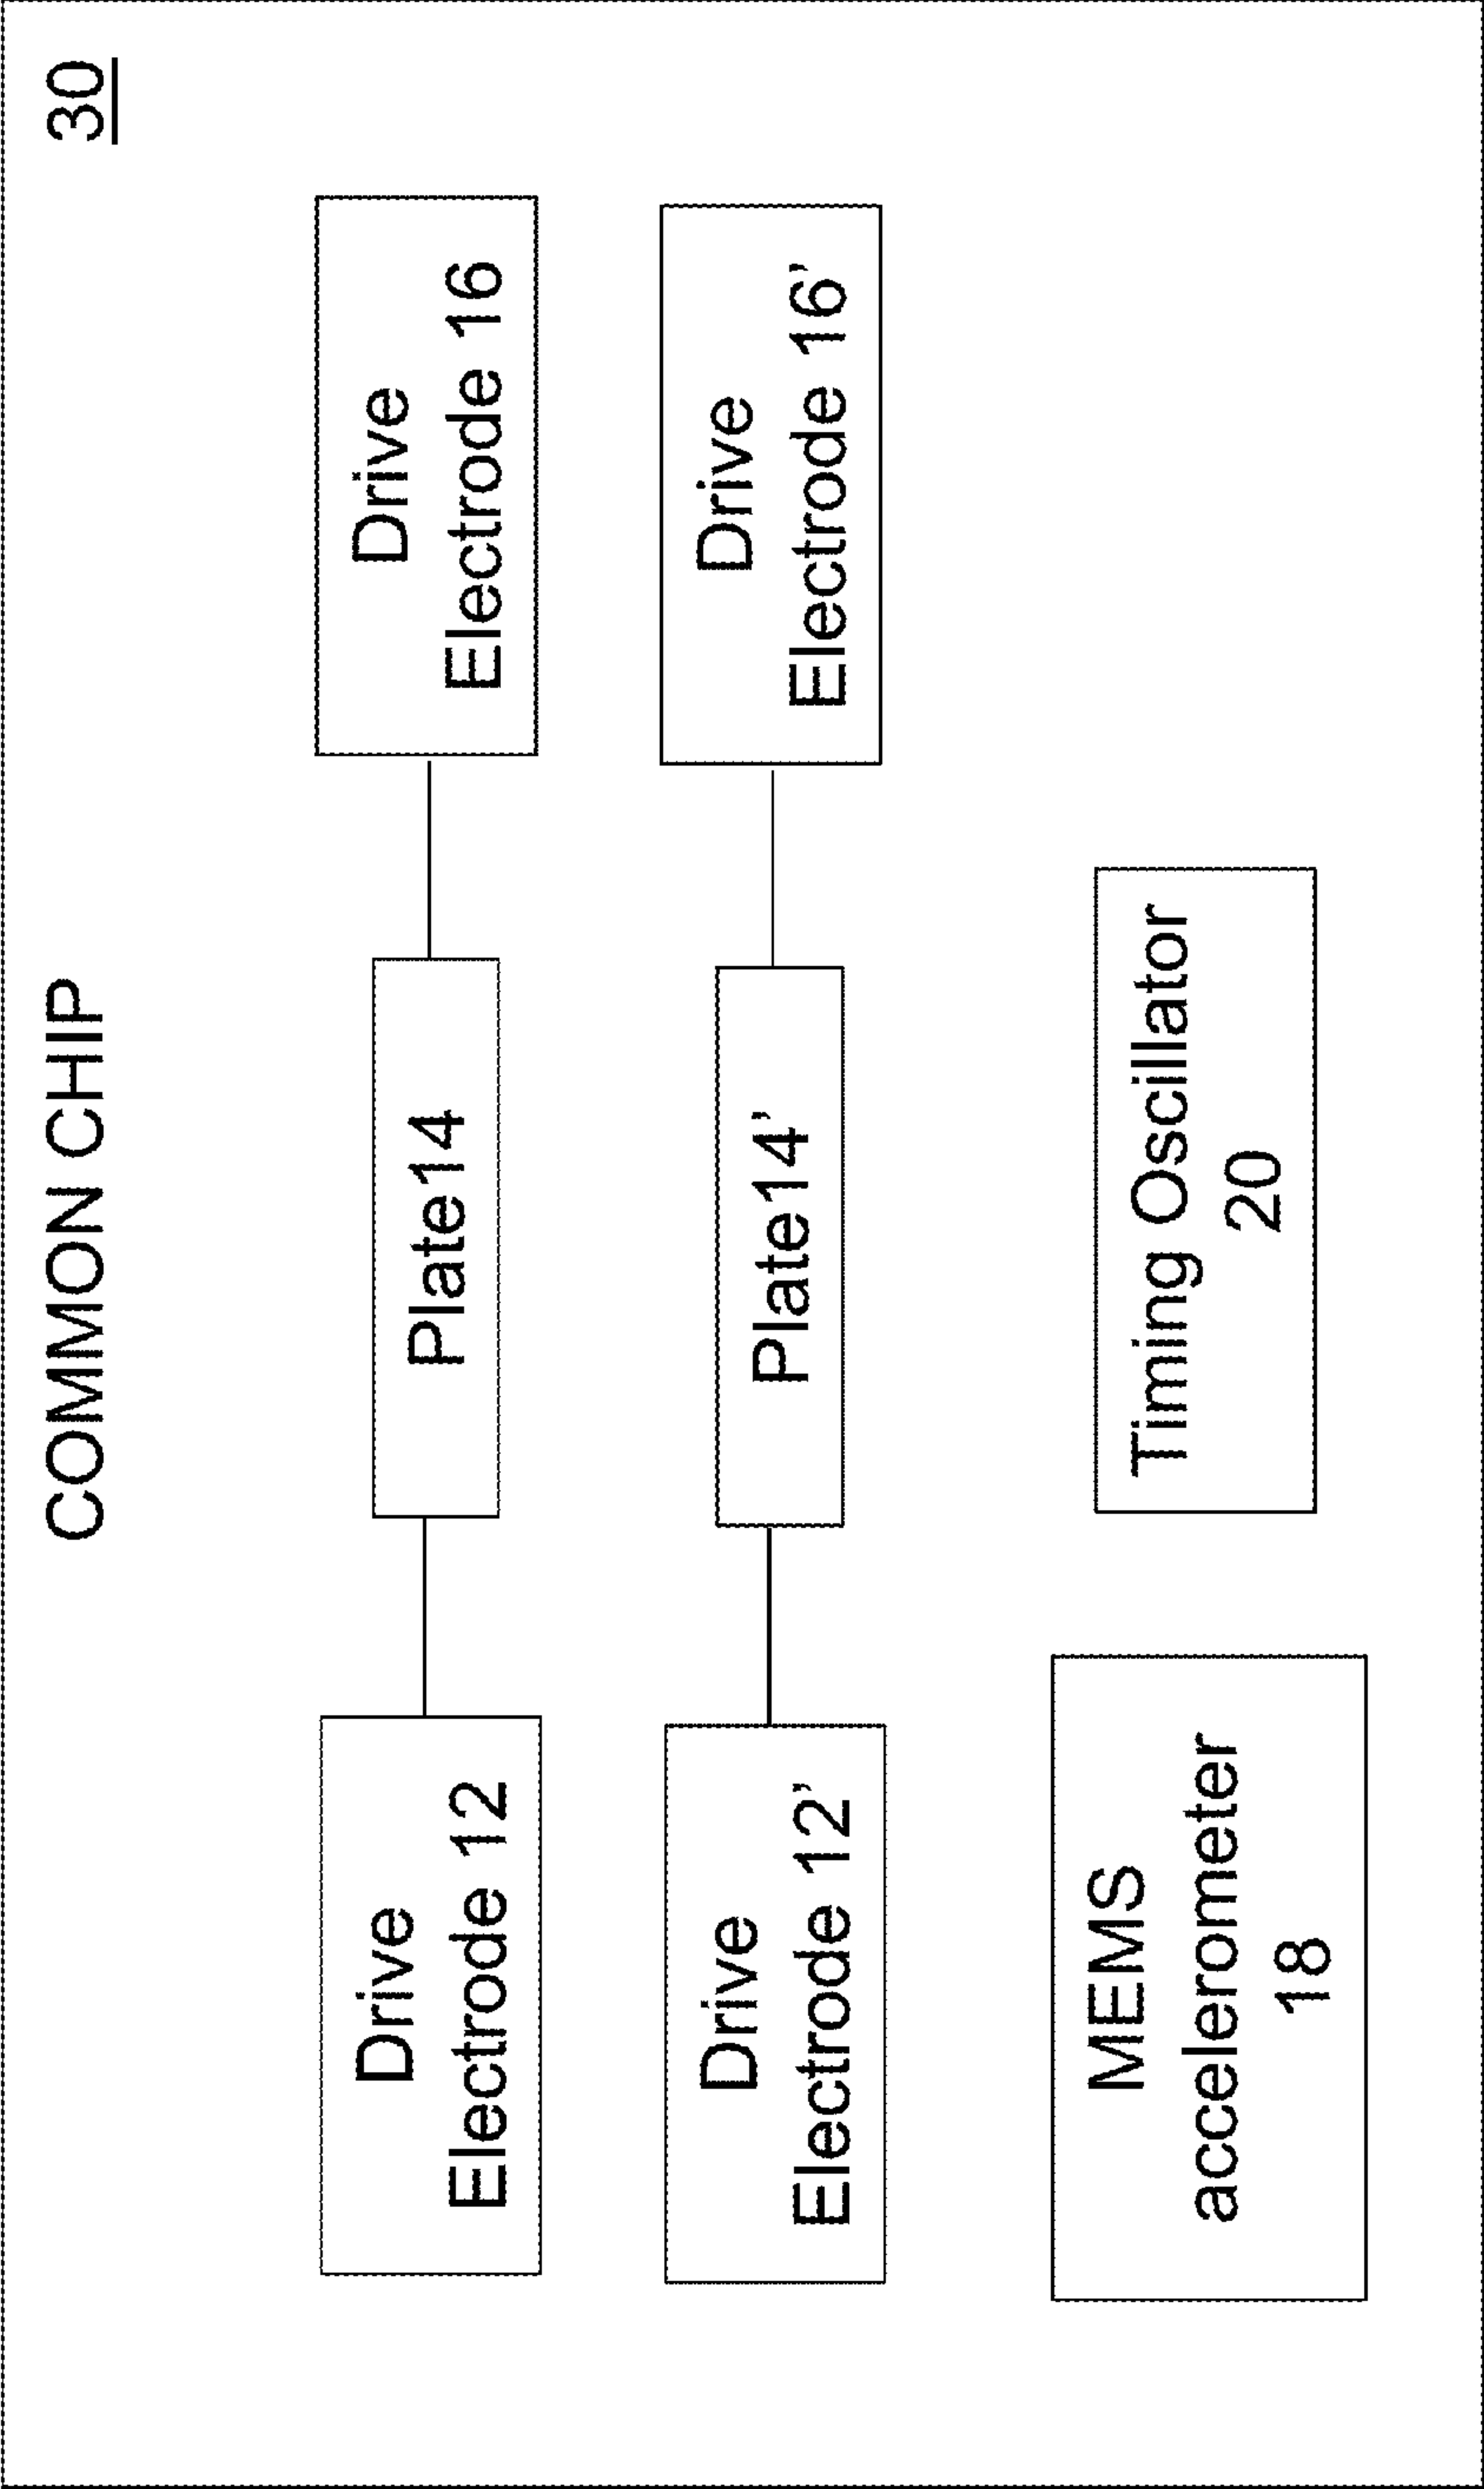 COMMON CHIP
30
Drive
Electrode 12
Plate14
Drive
Electrode 16
Drive
Electrode 12’
Plate14’
Drive
Electrode 16’
MEMS
accelerometer
18
Timing Oscillator
20